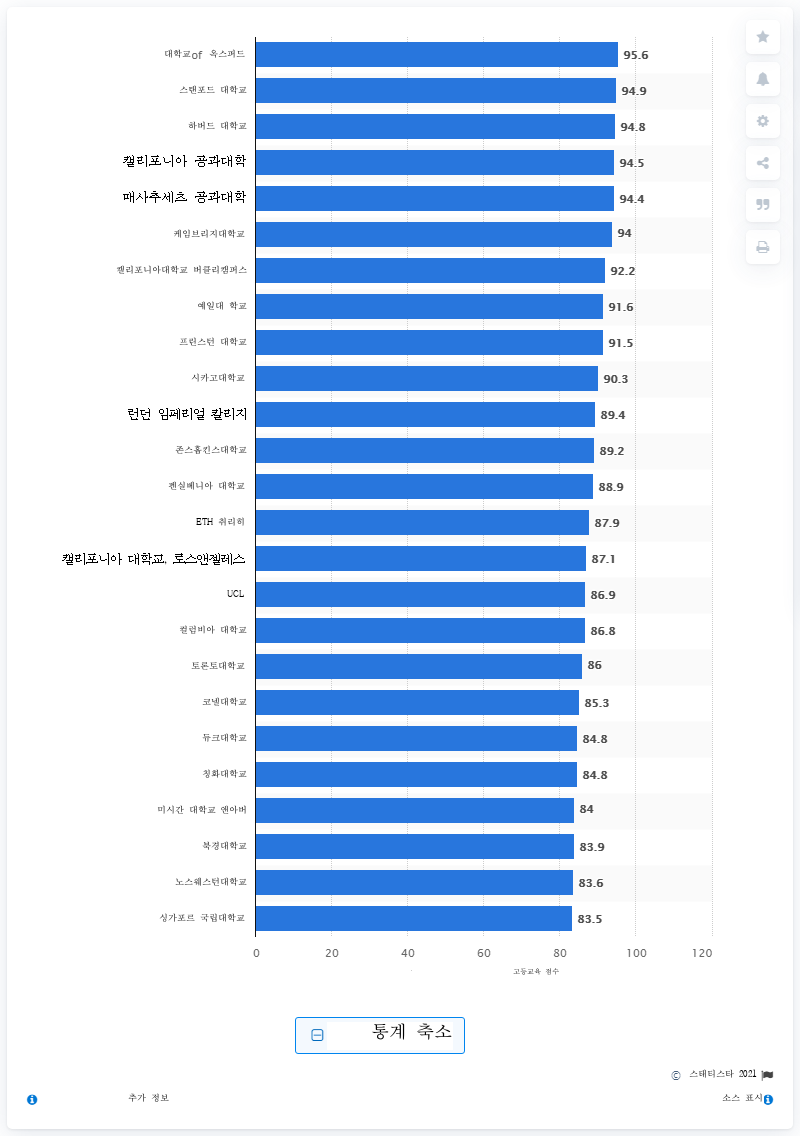 대학교of 옥스퍼드 95.6
스탠포드 대학교 94.9
하버드 대학교 94.8
캘리포니아 공과대학 94.5
매사추세츠 공과대학 94.4
케임브리지대학교 94
캘리포니아대학교 버클리캠퍼스 92.2
예일대 학교 91.6
프린스턴 대학교 91.5
시카고대학교 90.3
런던 임페리얼 칼리지 89.4
존스홉킨스대학교 89.2
펜실베니아 대학교 88.9
ETH 취리히 87.9
캘리포니아 대학교, 로스앤젤레스 87.1
UCL 86.9
컬럼비아 대학교 86.8
토론토대학교 86
코넬대학교 85.3
듀크대학교 84.8
칭화대학교 84.8
미시간 대학교 앤아버 84
북경대학교 83.9
노스웨스턴대학교 83.6
싱가포르 국립대학교 83.5
0 20 40 60 80 100 120
고등교육 점수
통계 축소
© 스태티스타 2021
추가 정보 소스 표시